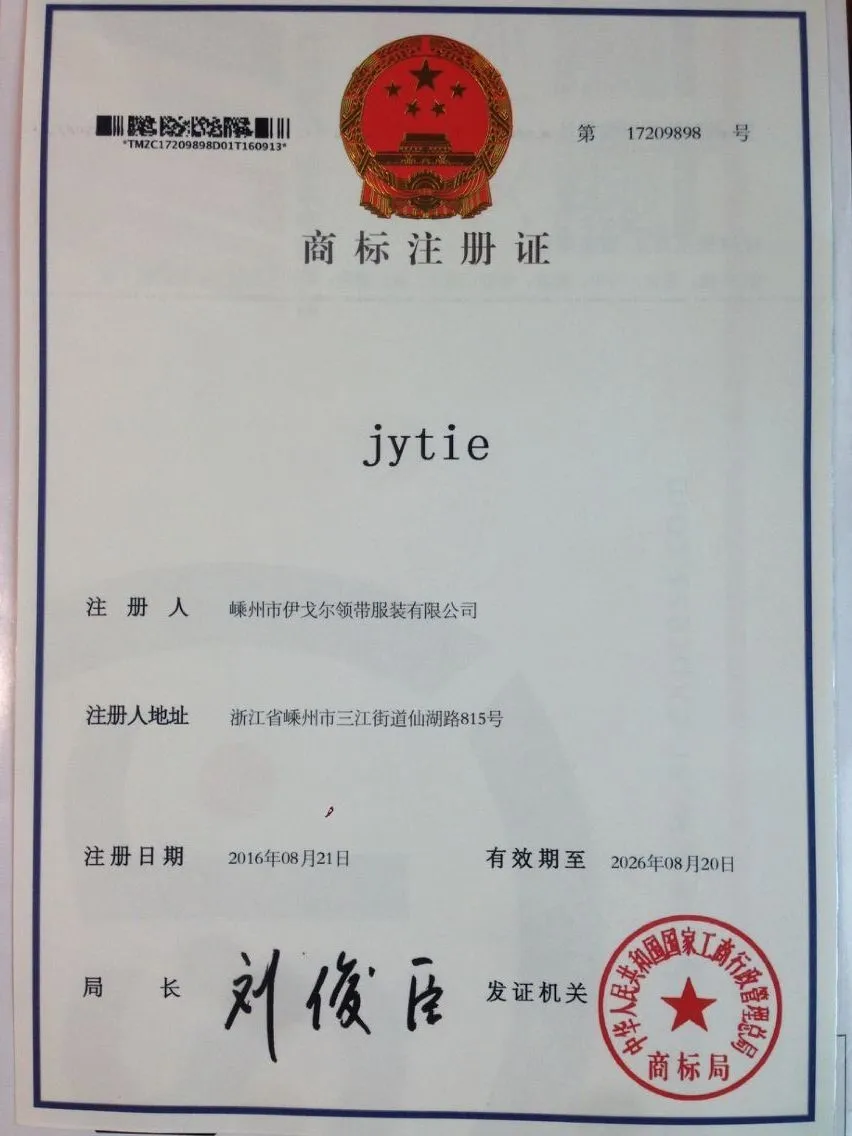 *TMZC17209898D01T160913*
第 17209898 号
商标注册证
jytie
注册人 嵊州市伊戈尔领带服装有限公司
注册人地址 浙江省嵊州市三江街道仙湖路815号
注册日期 2016年08月21日 有效期至 2026年08月20日
局长 刘俊臣 发证机关
中华人民共和国国家工商行政管理总局
商标局